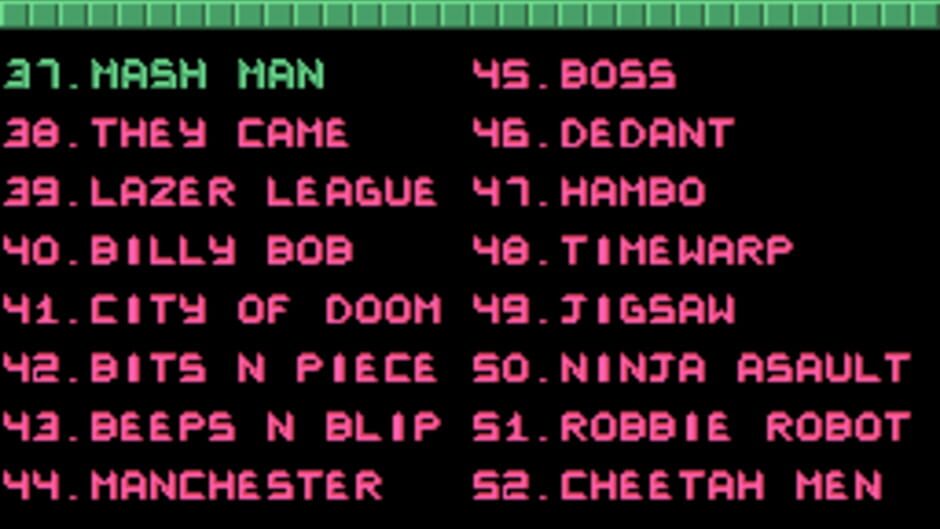 37.MASH MAN
38.THEY CAME
39.LAZER LEAGUE
40.BILLY BOB
41.CITY OF DOOM
42.BITS N PIECE
43.BEEPS N BLIP
44.MANCHESTER
45.BOSS
46.DEDANT
47.HAMBO
48.TIMEWARP
49.JIGSAW
50.NINJA ASAULT
51.ROBBIE ROBOT
52.CHEETAH MEN